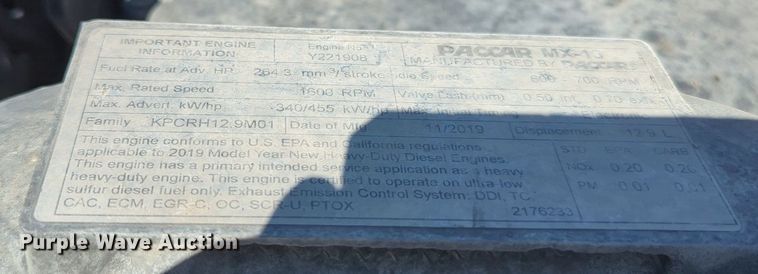 IMPORTANT ENGINE INFORMATION
Engine No. Y221908
PACCAR
MANUFACTURED BY PACCAR
Fuel Rate at Adv. HP 264.3 mm³/stroke Idle Speed 600 700 RPM
Max. Rated Speed 1600 RPM Valve Lash(mm) 0.50 Int. 0.70 Exh.
Max. Advert. kW/hp 340/455 kW/hp
Family KPCRH12.9M01 Date of Mfg 11/2019 Displacement 12.9 L
This engine conforms to U.S. EPA and California regulations
applicable to 2019 Model Year New Heavy-Duty Diesel Engines.
This engine has a primary intended service application as a heavy
heavy-duty engine. This engine is certified to operate on ultra-low
sulfur diesel fuel only. Exhaust Emission Control System: DDI, TC,
CAC, ECM, EGR-C, OC, SCR-U, PTOX
STD EPA CARB
NOX 0.20 0.20
PM 0.01 0.01
2176233
Purple Wave Auction